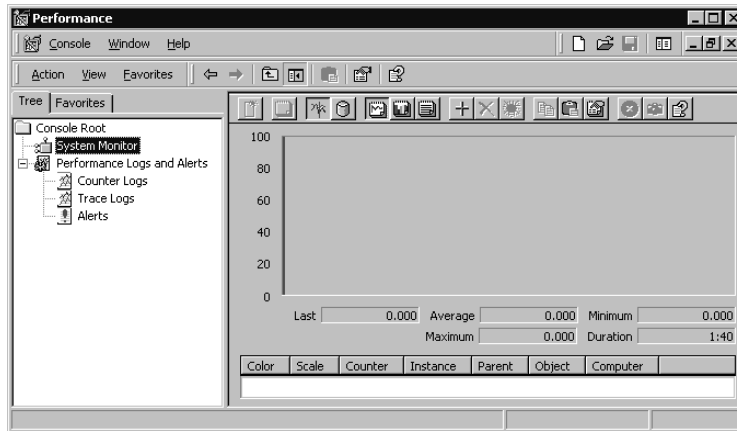 Performance
Console Window Help
Action View Favorites
Tree Favorites
Console Root
System Monitor
Performance Logs and Alerts
Counter Logs
Trace Logs
Alerts
100
80
60
40
20
0
Last 0.000 Average 0.000 Minimum 0.000
Maximum 0.000 Duration 1:40
Color Scale Counter Instance Parent Object Computer